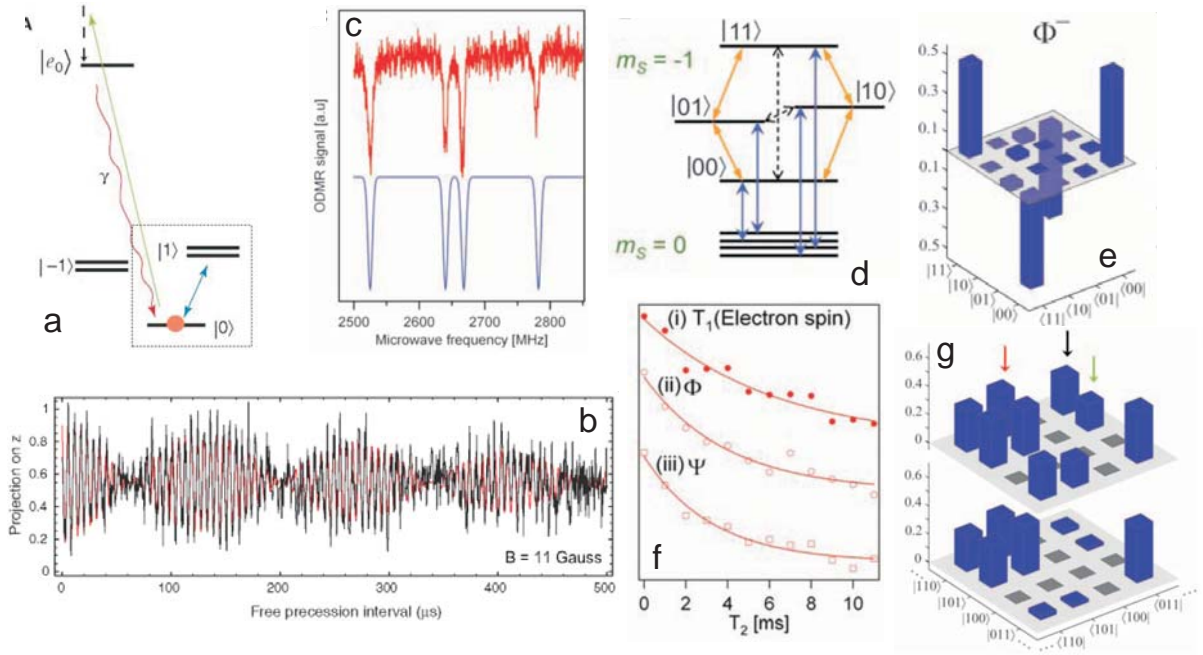 A
|e₀⟩
γ
|1⟩
|-1⟩
|0⟩
a
c
ODMR signal [a.u]
2500 2600 2700 2800
Microwave frequency [MHz]
|11⟩
m_S = -1
|10⟩
|01⟩
|00⟩
m_S = 0
d
Φ⁻
0.5
0.4
0.3
0.1
0.1
0.3
0.4
0.5
|11⟩
|10⟩
|01⟩
|00⟩
⟨11|
⟨10|
⟨01|
⟨00|
e
b
Projection on z
1
0.8
0.6
0.4
0.2
0
B = 11 Gauss
0 100 200 300 400 500
Free precession interval (μs)
(i) T₁(Electron spin)
(ii) Φ
(iii) Ψ
f
0 2 4 6 8 10
T₂ [ms]
g
0.6
0.4
0.2
0
0.6
0.4
0.2
0
|110⟩
|101⟩
|100⟩
|011⟩
⟨110|
⟨101|
⟨100|
⟨011|